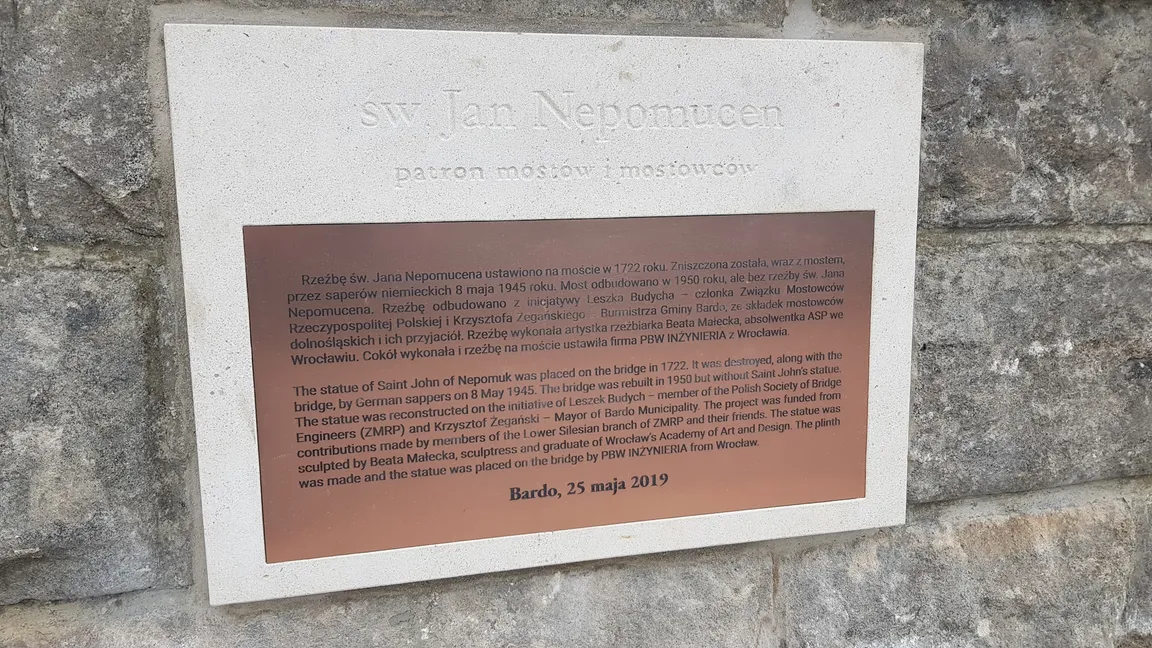 św. Jan Nepomucen
patron mostów i mostowców
Rzeźbę św. Jana Nepomucena ustawiono na moście w 1722 roku. Zniszczona została, wraz z mostem,
przez saperów niemieckich 8 maja 1945 roku. Most odbudowano w 1950 roku, ale bez rzeźby św. Jana
Nepomucena. Rzeźbę odbudowano z inicjatywy Leszka Budycha – członka Związku Mostowców
Rzeczypospolitej Polskiej i Krzysztofa Żegańskiego – Burmistrza Gminy Bardo, ze składek mostowców
dolnośląskich i ich przyjaciół. Rzeźbę wykonała artystka rzeźbiarka Beata Małecka, absolwentka ASP we
Wrocławiu. Cokół wykonała i rzeźbę na moście ustawiła firma PBW INŻYNIERIA z Wrocławia.
The statue of Saint John of Nepomuk was placed on the bridge in 1722. It was destroyed, along with the
bridge, by German sappers on 8 May 1945. The bridge was rebuilt in 1950 but without Saint John's statue.
The statue was reconstructed on the initiative of Leszek Budych – member of the Polish Society of Bridge
Engineers (ZMRP) and Krzysztof Żegański – Mayor of Bardo Municipality. The project was funded from
contributions made by members of the Lower Silesian branch of ZMRP and their friends. The statue was
sculpted by Beata Małecka, sculptress and graduate of Wrocław's Academy of Art and Design. The plinth
was made and the statue was placed on the bridge by PBW INŻYNIERIA from Wrocław.
Bardo, 25 maja 2019